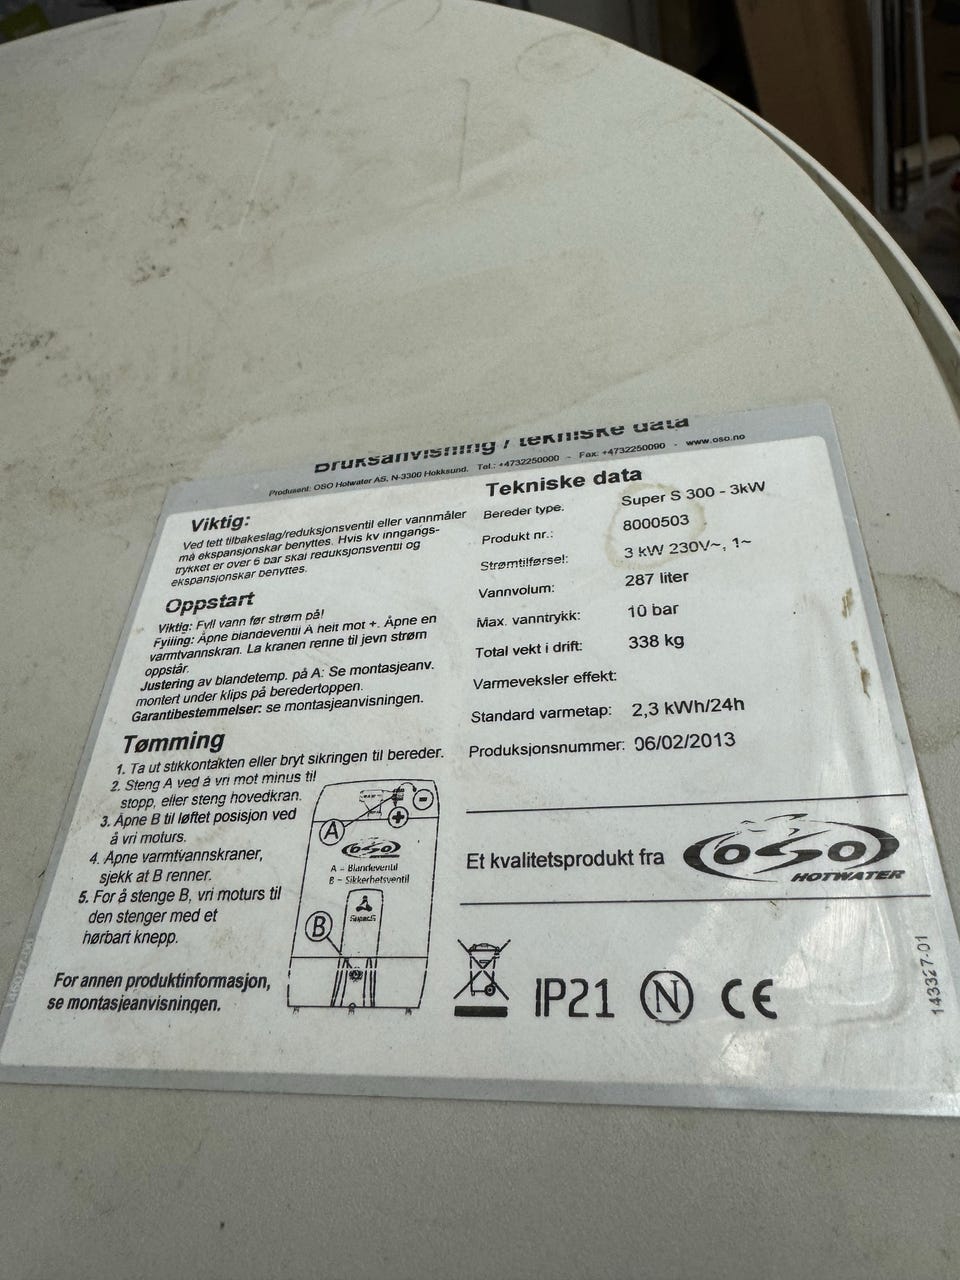 Bruksanvisning / tekniske data
Produsent: OSO Hotwater AS, N-3300 Hokksund. Tel.: +4732250000 - Fax: +4732250090 - www.oso.no
Viktig:
Ved tett tilbakeslag/reduksjonsventil eller vannmåler
må ekspansjonskar benyttes. Hvis kv inngangs-
trykket er over 6 bar skal reduksjonsventil og
ekspansjonskar benyttes.
Oppstart
Viktig: Fyll vann før strøm på!
Fylling: Åpne blandeventil A helt mot +. Åpne en
varmtvannskran. La kranen renne til jevn strøm
oppstår.
Justering av blandetemp. på A: Se montasjeanv.
montert under klips på beredertoppen.
Garantibestemmelser: se montasjeanvisningen.
Tømming
1. Ta ut stikkontakten eller bryt sikringen til bereder.
2. Steng A ved å vri mot minus til
stopp, eller steng hovedkran.
3. Åpne B til løftet posisjon ved
å vri moturs.
4. Åpne varmtvannskraner,
sjekk at B renner.
5. For å stenge B, vri moturs til
den stenger med et
hørbart knepp.
For annen produktinformasjon,
se montasjeanvisningen.
A
+
-
OSO
A - Blandeventil
B - Sikkerhetsventil
SuperS
B
Tekniske data
Bereder type. Super S 300 - 3kW
Produkt nr.: 8000503
Strømtilførsel: 3 kW 230V~, 1~
Vannvolum: 287 liter
Max. vanntrykk: 10 bar
Total vekt i drift: 338 kg
Varmeveksler effekt:
Standard varmetap: 2,3 kWh/24h
Produksjonsnummer: 06/02/2013
Et kvalitetsprodukt fra OSO HOTWATER
IP21 N CE
143327-01